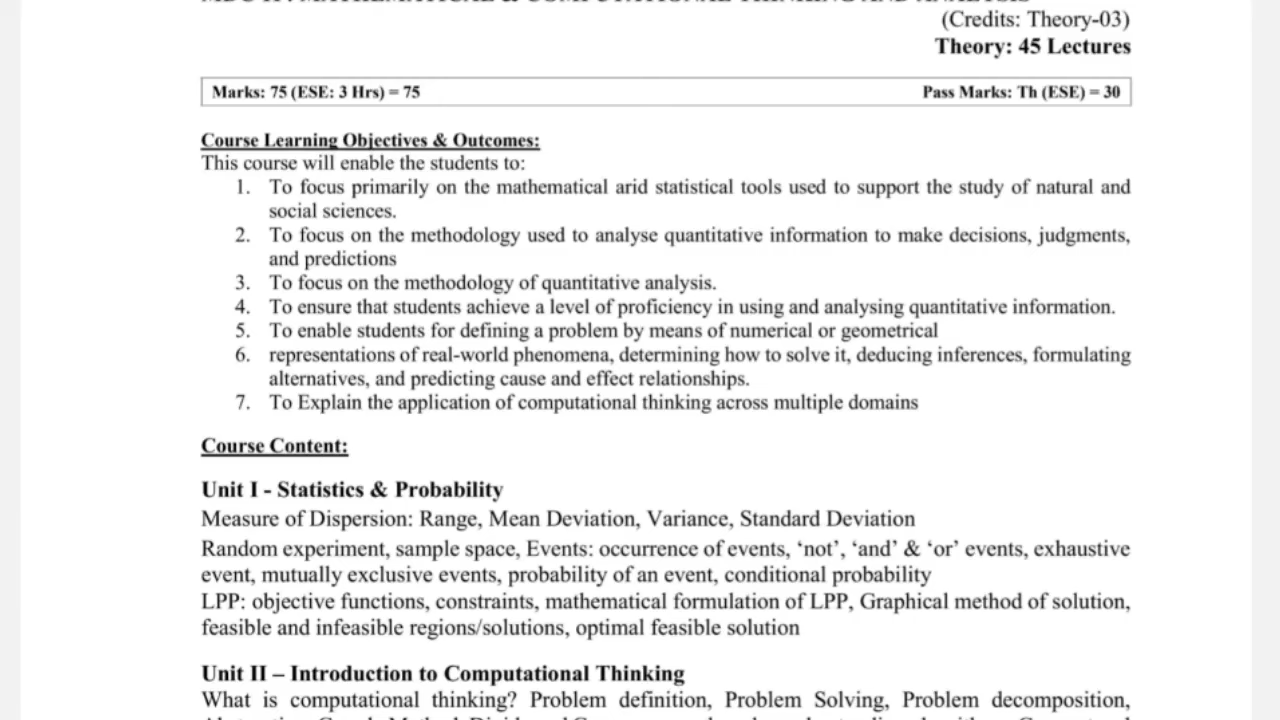 (Credits: Theory-03)
Theory: 45 Lectures
Marks: 75 (ESE: 3 Hrs) = 75 Pass Marks: Th (ESE) = 30
Course Learning Objectives & Outcomes:
This course will enable the students to:
1. To focus primarily on the mathematical arid statistical tools used to support the study of natural and
social sciences.
2. To focus on the methodology used to analyse quantitative information to make decisions, judgments,
and predictions
3. To focus on the methodology of quantitative analysis.
4. To ensure that students achieve a level of proficiency in using and analysing quantitative information.
5. To enable students for defining a problem by means of numerical or geometrical
6. representations of real-world phenomena, determining how to solve it, deducing inferences, formulating
alternatives, and predicting cause and effect relationships.
7. To Explain the application of computational thinking across multiple domains
Course Content:
Unit I - Statistics & Probability
Measure of Dispersion: Range, Mean Deviation, Variance, Standard Deviation
Random experiment, sample space, Events: occurrence of events, ‘not’, ‘and’ & ‘or’ events, exhaustive
event, mutually exclusive events, probability of an event, conditional probability
LPP: objective functions, constraints, mathematical formulation of LPP, Graphical method of solution,
feasible and infeasible regions/solutions, optimal feasible solution
Unit II – Introduction to Computational Thinking
What is computational thinking? Problem definition, Problem Solving, Problem decomposition,